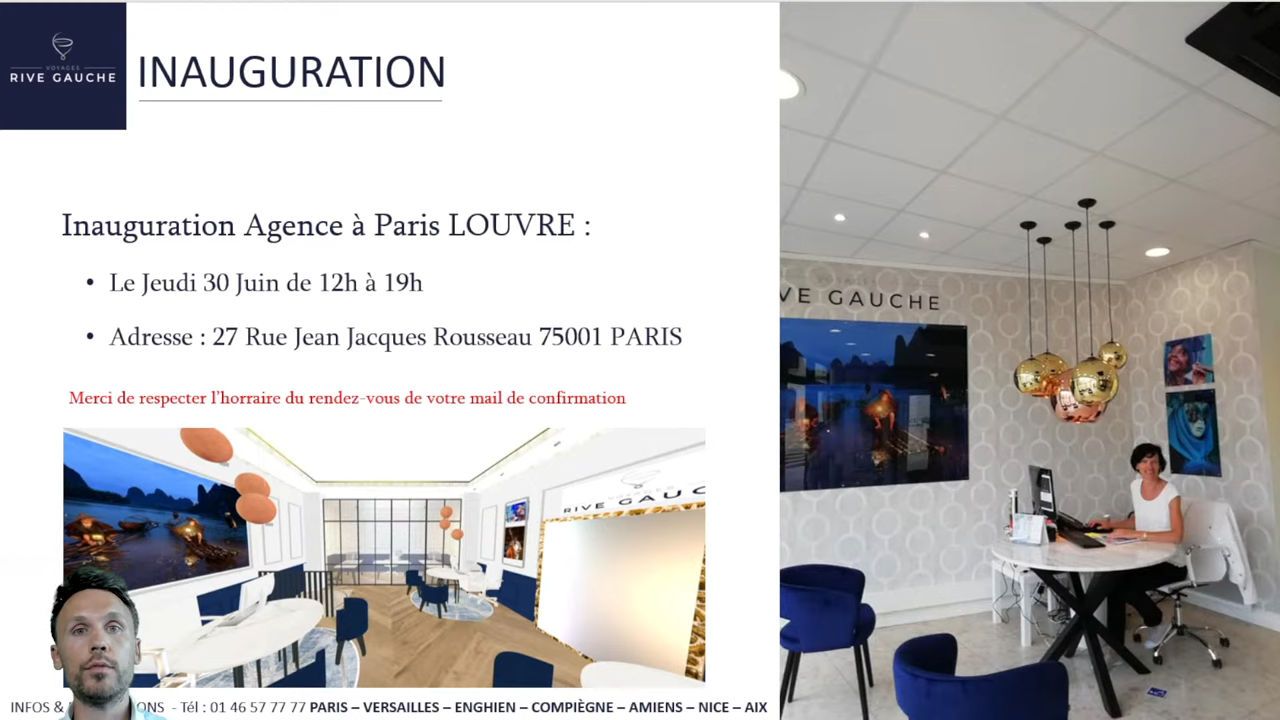 VOYAGES
RIVE GAUCHE
INAUGURATION
Inauguration Agence à Paris LOUVRE :
• Le Jeudi 30 Juin de 12h à 19h
• Adresse : 27 Rue Jean Jacques Rousseau 75001 PARIS
Merci de respecter l'horraire du rendez-vous de votre mail de confirmation
VE GAUCHE
RIVE GAUC
INFOS & ONS - Tél : 01 46 57 77 77 PARIS – VERSAILLES – ENGHIEN – COMPIÈGNE – AMIENS – NICE – AIX